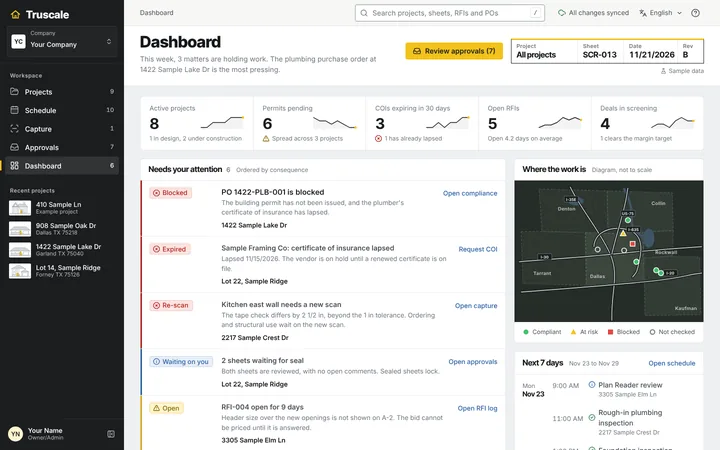 Truscale
YC
Company
Your Company
Workspace
Projects 9
Schedule 10
Capture 1
Approvals 7
Dashboard 6
Recent projects
410 Sample Ln
Example project
908 Sample Oak Dr
Dallas TX 75218
1422 Sample Lake Dr
Garland TX 75040
Lot 14, Sample Ridge
Forney TX 75126
YN
Your Name
Owner/Admin
Dashboard
Search projects, sheets, RFIs and POs /
All changes synced
English
Dashboard
This week, 3 matters are holding work. The plumbing purchase order at
1422 Sample Lake Dr is the most pressing.
Review approvals (7)
Project
All projects
Sheet
SCR-013
Date
11/21/2026
Rev
B
Sample data
Active projects
8
1 in design, 2 under construction
Permits pending
6
Spread across 3 projects
COIs expiring in 30 days
3
1 has already lapsed
Open RFIs
5
Open 4.2 days on average
Deals in screening
4
1 clears the margin target
Needs your attention 6 Ordered by consequence
Blocked
PO 1422-PLB-001 is blocked
The building permit has not been issued, and the plumber's
certificate of insurance has lapsed.
1422 Sample Lake Dr
Open compliance
Expired
Sample Framing Co: certificate of insurance lapsed
Lapsed 11/15/2026. The vendor is on hold until a renewed certificate is on
file.
Lot 22, Sample Ridge
Request COI
Re-scan
Kitchen east wall needs a new scan
The tape check differs by 2 1/2 in, beyond the 1 in tolerance. Ordering
and structural use wait on the new scan.
2217 Sample Crest Dr
Open capture
Waiting on you
2 sheets waiting for seal
Both sheets are reviewed, with no open comments. Sealed sheets lock.
Lot 22, Sample Ridge
Open approvals
Open
RFI-004 open for 9 days
Header size over the new openings is not shown on A-2. The bid cannot
be priced until it is answered.
3305 Sample Elm Ln
Open RFI log
Where the work is Diagram, not to scale
Denton
Collin
I-35E
US-75
I-635
Rockwall
I-30
I-20
Tarrant
Dallas
Kaufman
Compliant
At risk
Blocked
Not checked
Next 7 days Nov 23 to Nov 29
Open schedule
Mon
Nov 23
9:00 AM
Plan Reader review
3305 Sample Elm Ln
11:00 AM
Rough-in plumbing
inspection
2217 Sample Crest Dr